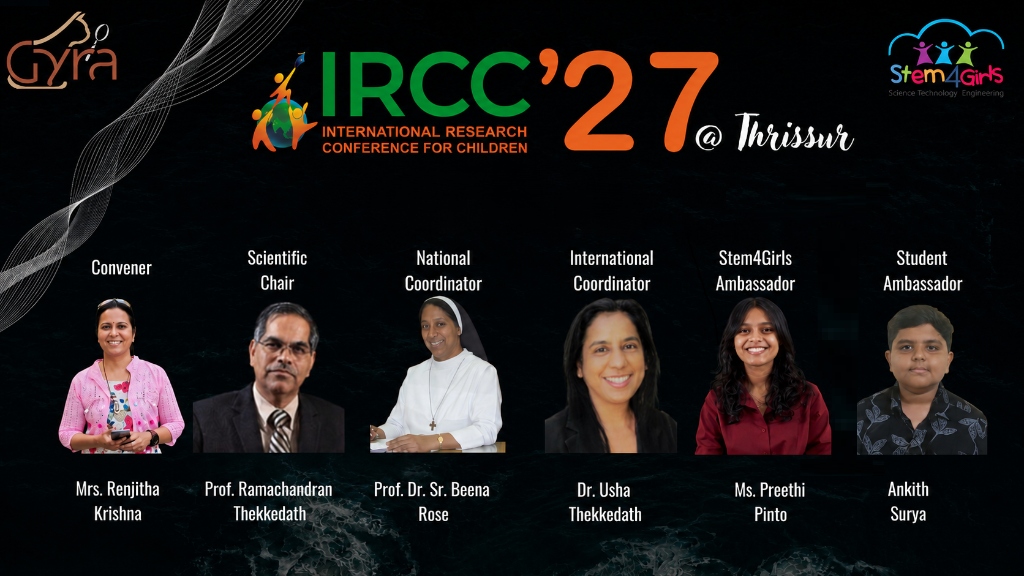 Gyra
IRCC'27
INTERNATIONAL RESEARCH
CONFERENCE FOR CHILDREN
@ Thrissur
Stem4Girls
Science Technology Engineering
Convener
Scientific
Chair
National
Coordinator
International
Coordinator
Stem4Girls
Ambassador
Student
Ambassador
Mrs. Renjitha
Krishna
Prof. Ramachandran
Thekkedath
Prof. Dr. Sr. Beena
Rose
Dr. Usha
Thekkedath
Ms. Preethi
Pinto
Ankith
Surya